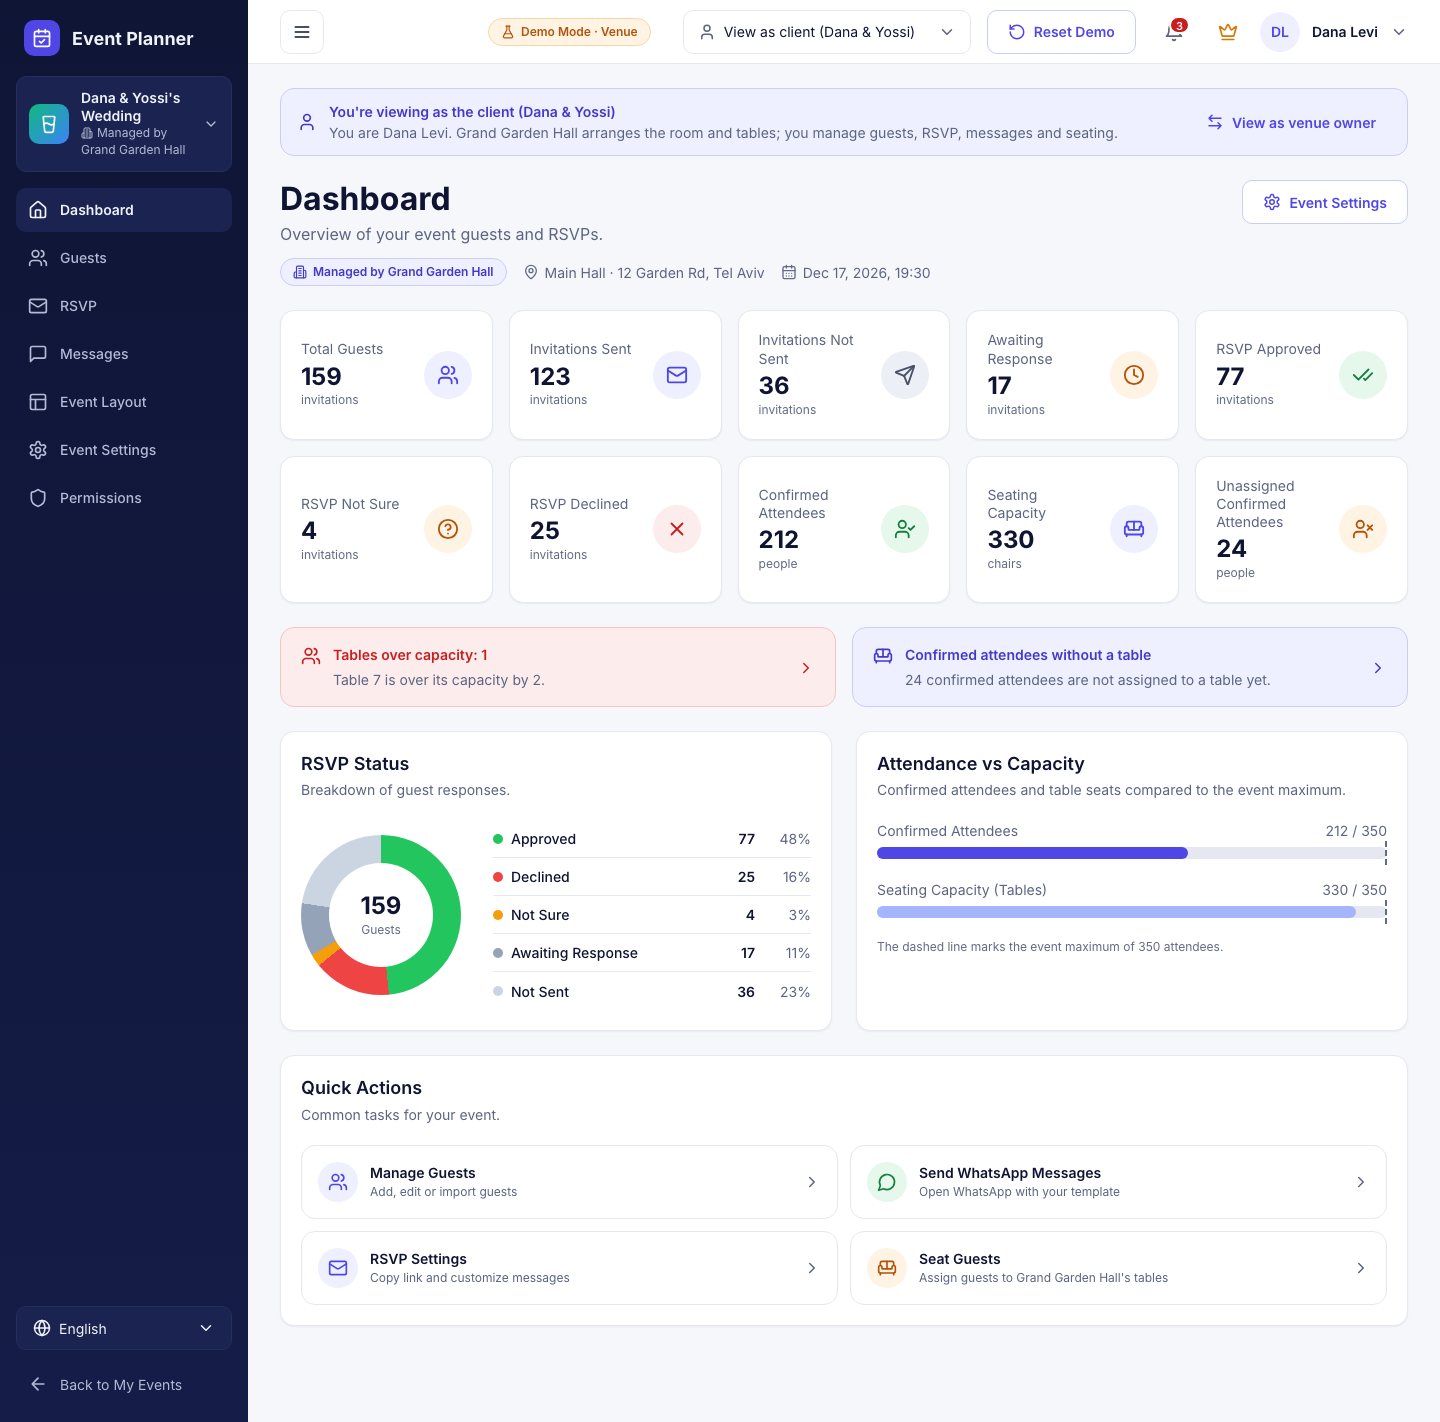 Event Planner
Dana & Yossi's
Wedding
Managed by
Grand Garden Hall
Dashboard
Guests
RSVP
Messages
Event Layout
Event Settings
Permissions
English
Back to My Events
Demo Mode · Venue
View as client (Dana & Yossi)
Reset Demo
3
DL
Dana Levi
You're viewing as the client (Dana & Yossi)
You are Dana Levi. Grand Garden Hall arranges the room and tables; you manage guests, RSVP, messages and seating.
View as venue owner
Dashboard
Overview of your event guests and RSVPs.
Event Settings
Managed by Grand Garden Hall
Main Hall · 12 Garden Rd, Tel Aviv
Dec 17, 2026, 19:30
Total Guests
159
invitations
Invitations Sent
123
invitations
Invitations Not
Sent
36
invitations
Awaiting
Response
17
invitations
RSVP Approved
77
invitations
RSVP Not Sure
4
invitations
RSVP Declined
25
invitations
Confirmed
Attendees
212
people
Seating
Capacity
330
chairs
Unassigned
Confirmed
Attendees
24
people
Tables over capacity: 1
Table 7 is over its capacity by 2.
Confirmed attendees without a table
24 confirmed attendees are not assigned to a table yet.
RSVP Status
Breakdown of guest responses.
159
Guests
Approved 77 48%
Declined 25 16%
Not Sure 4 3%
Awaiting Response 17 11%
Not Sent 36 23%
Attendance vs Capacity
Confirmed attendees and table seats compared to the event maximum.
Confirmed Attendees 212 / 350
Seating Capacity (Tables) 330 / 350
The dashed line marks the event maximum of 350 attendees.
Quick Actions
Common tasks for your event.
Manage Guests
Add, edit or import guests
Send WhatsApp Messages
Open WhatsApp with your template
RSVP Settings
Copy link and customize messages
Seat Guests
Assign guests to Grand Garden Hall's tables